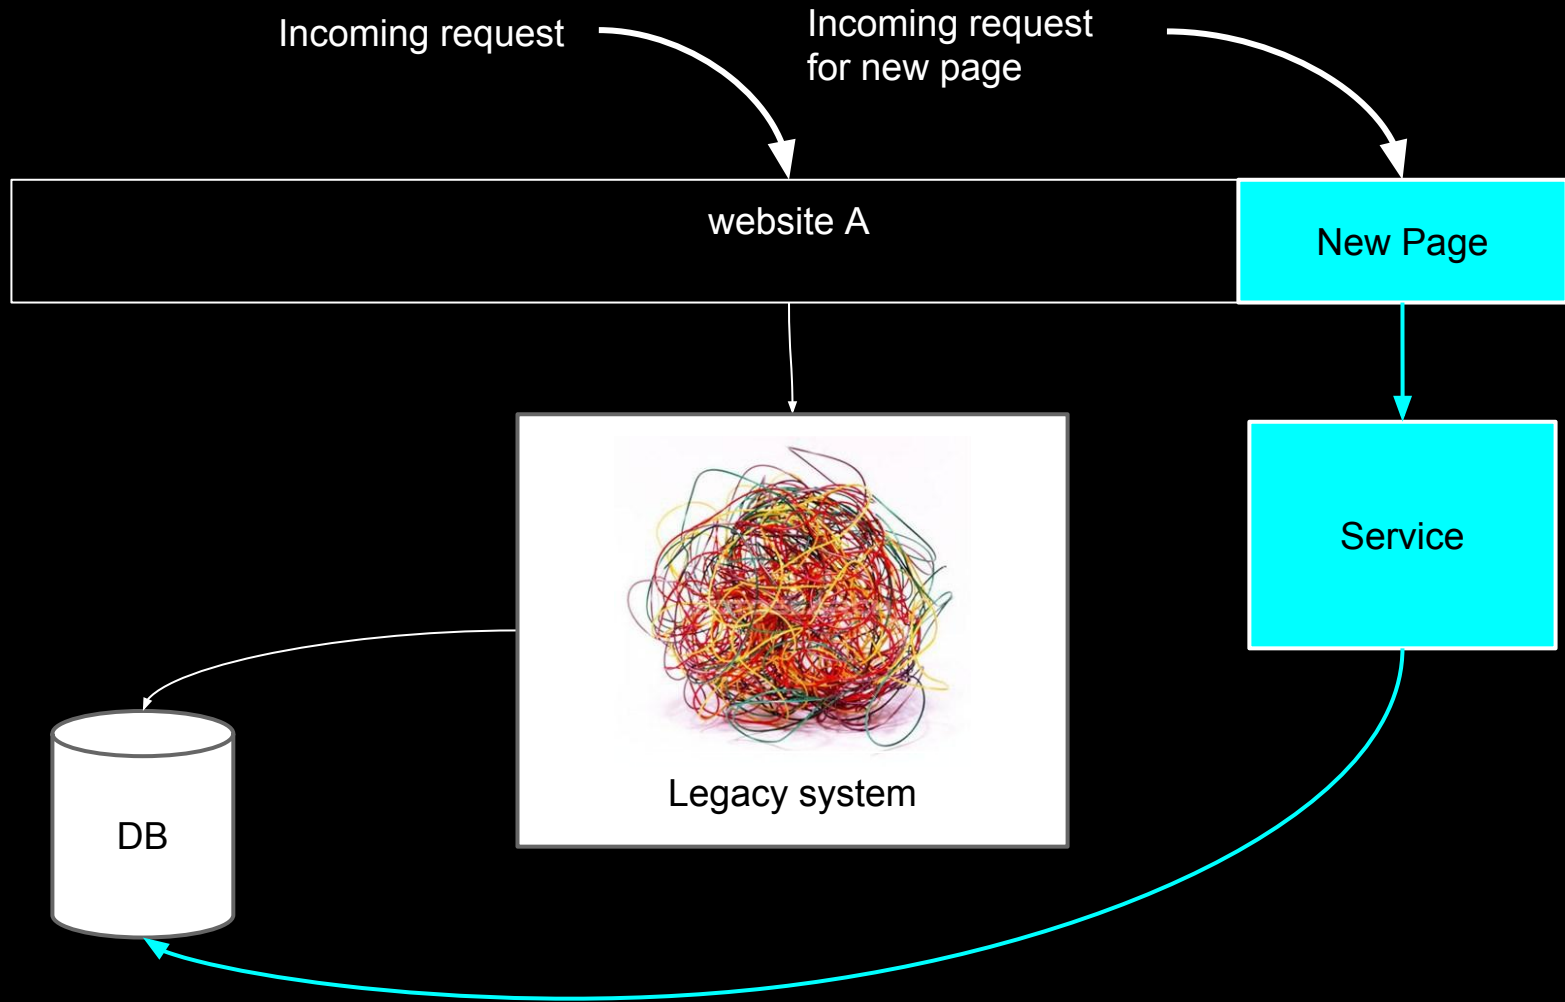 Incoming request
Incoming request
for new page
website A
New Page
Service
Legacy system
DB